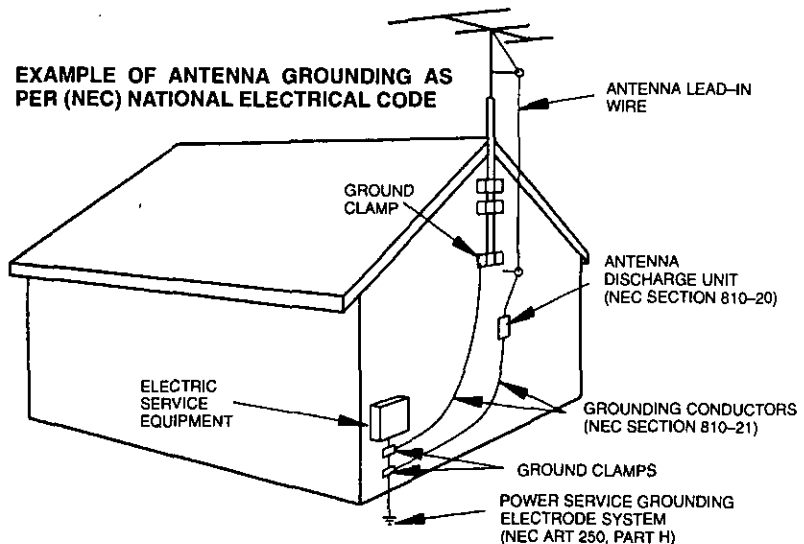 EXAMPLE OF ANTENNA GROUNDING AS
PER (NEC) NATIONAL ELECTRICAL CODE
ANTENNA LEAD–IN
WIRE
GROUND
CLAMP
ANTENNA
DISCHARGE UNIT
(NEC SECTION 810–20)
ELECTRIC
SERVICE
EQUIPMENT
GROUNDING CONDUCTORS
(NEC SECTION 810–21)
GROUND CLAMPS
POWER SERVICE GROUNDING
ELECTRODE SYSTEM
(NEC ART 250, PART H)